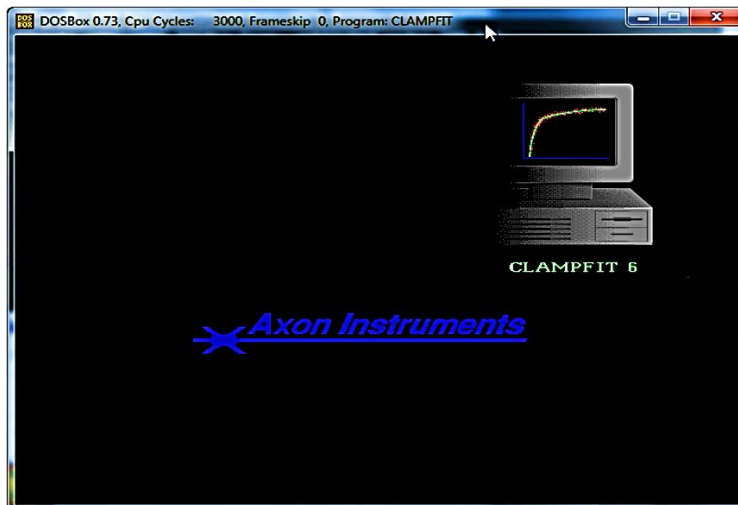 DOSBox 0.73, Cpu Cycles: 3000, Frameskip 0, Program: CLAMPFIT
CLAMPFIT 6
Axon Instruments